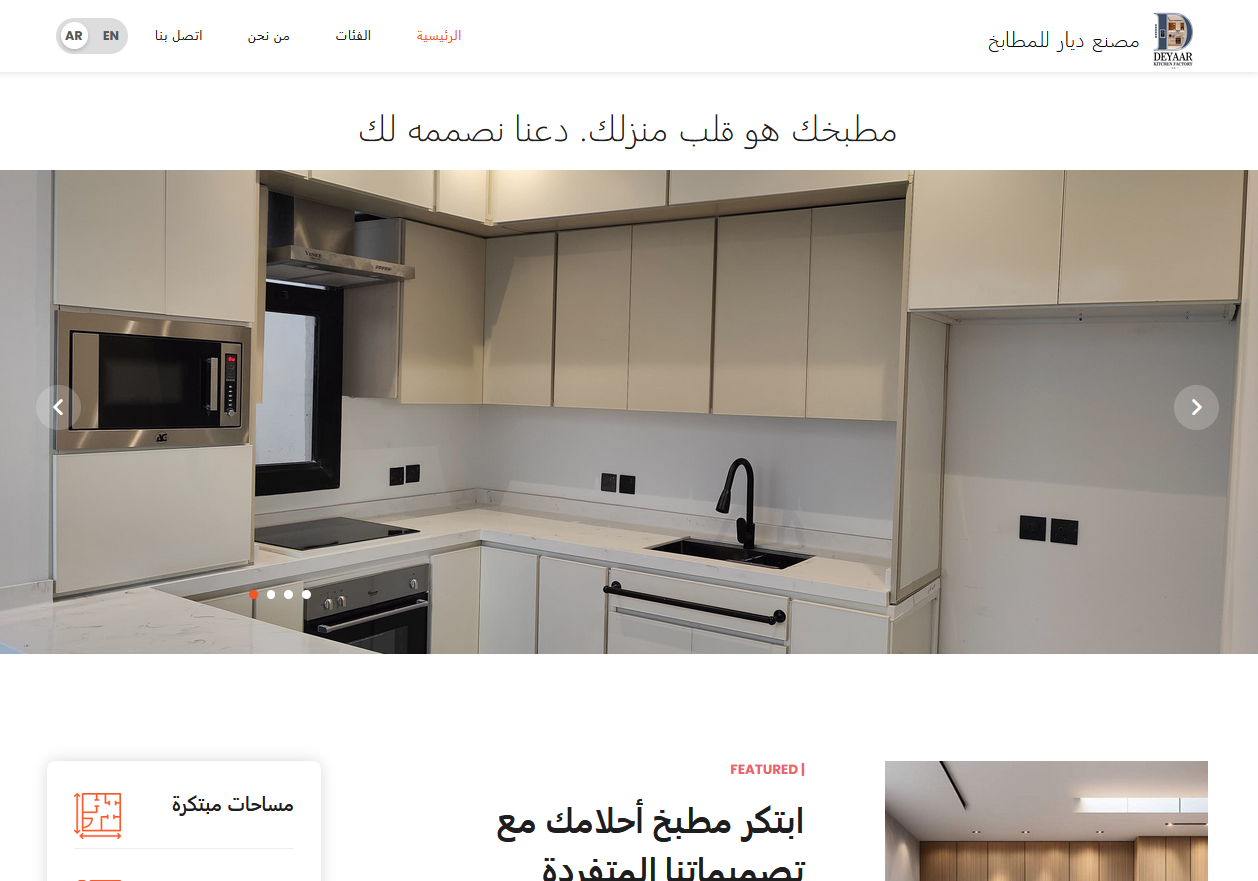 مصنع ديار للمطابخ
DEYAAR
KITCHEN FACTORY
الرئيسية
الفئات
من نحن
اتصل بنا
AR EN
مطبخك هو قلب منزلك. دعنا نصممه لك
FEATURED |
ابتكر مطبخ أحلامك مع
تصميماتنا المتفردة
مساحات مبتكرة